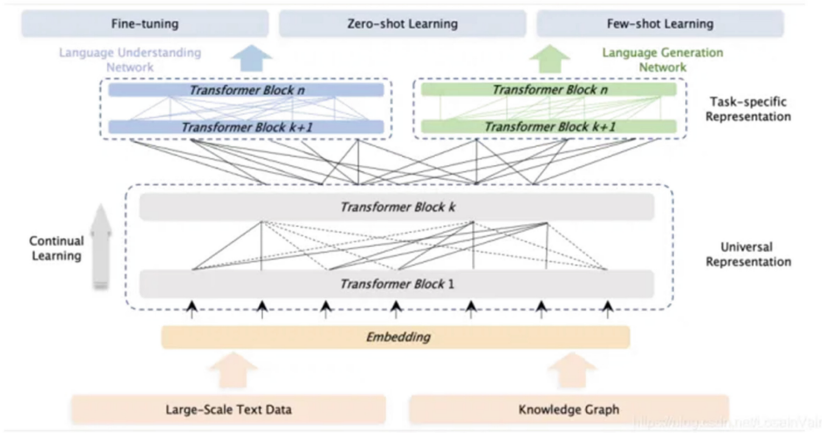 Fine-tuning
Zero-shot Learning
Few-shot Learning
Language Understanding
Network
Language Generation
Network
Transformer Block n
Transformer Block n
Task-specific
Representation
Transformer Block k+1
Transformer Block k+1
Transformer Block k
Continual
Learning
Universal
Representation
Transformer Block 1
Embedding
Large-Scale Text Data
Knowledge Graph